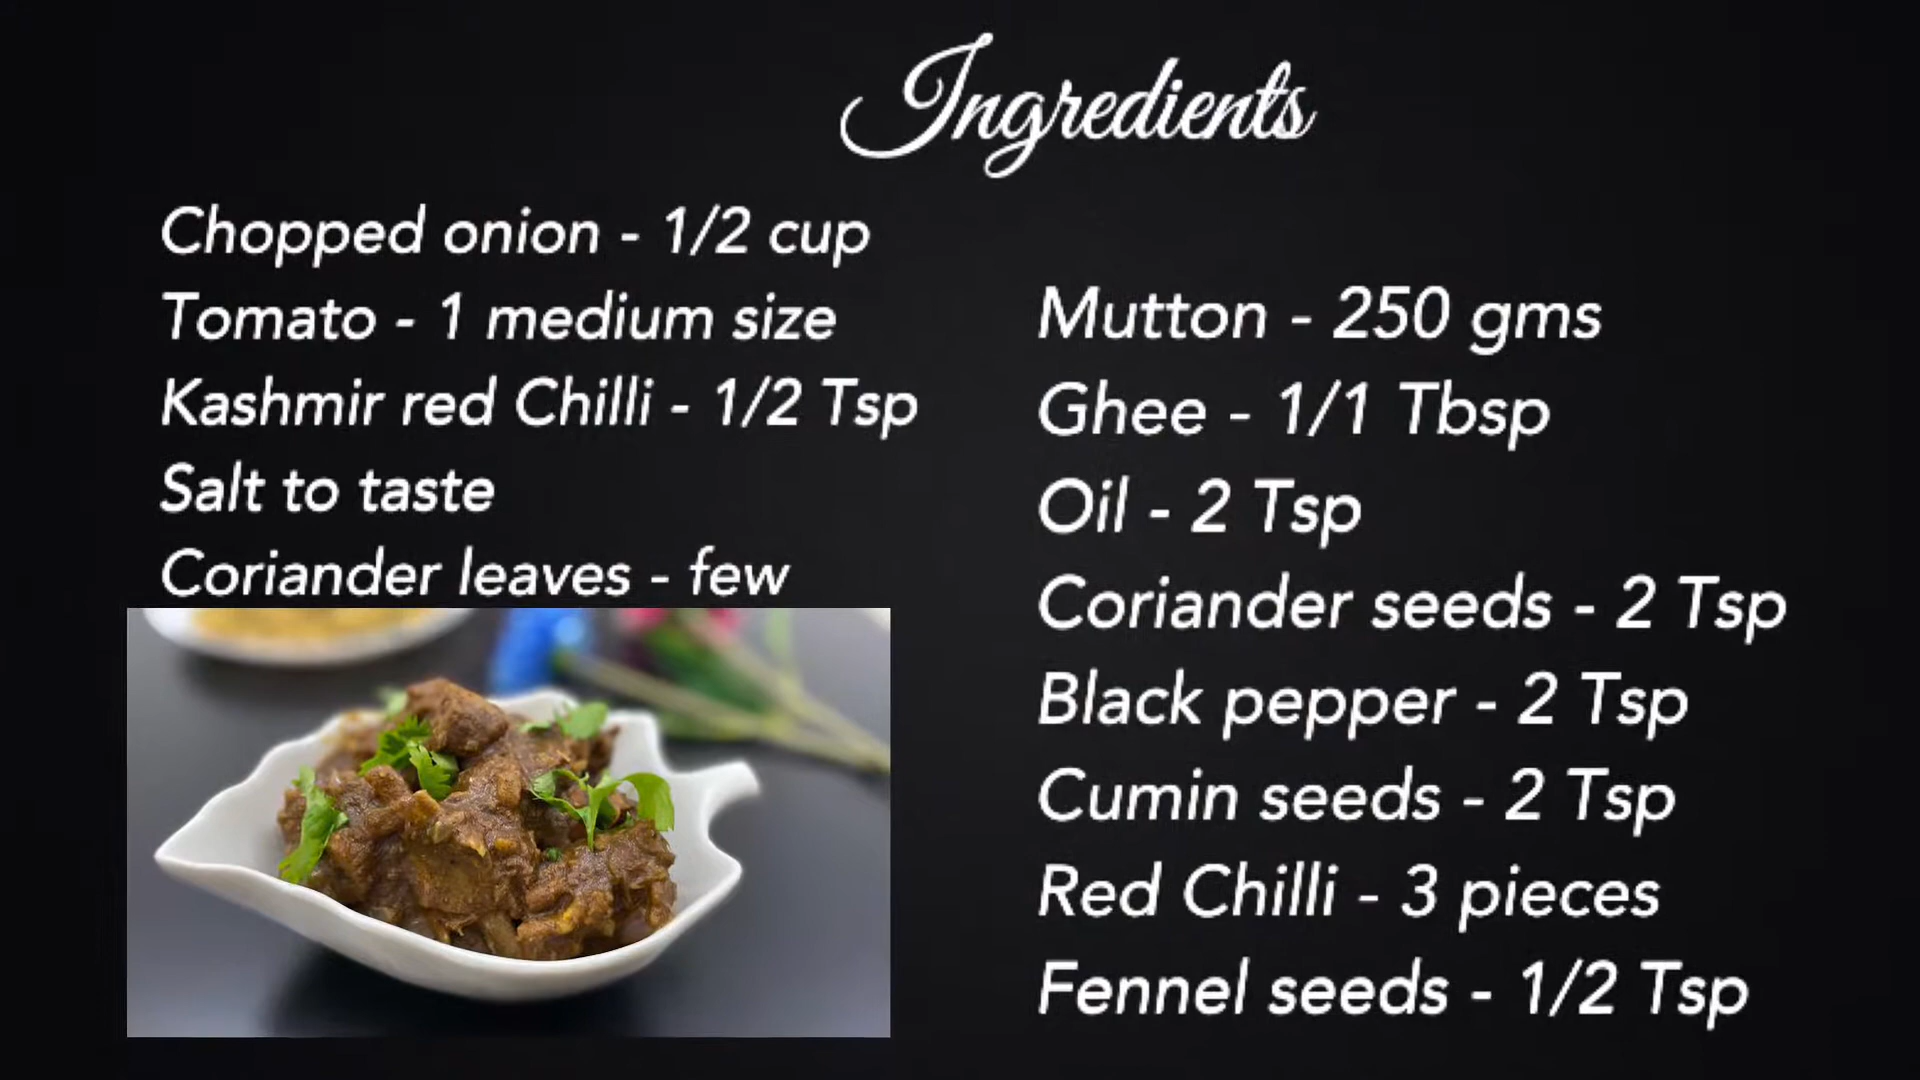 Ingredients
Chopped onion - 1/2 cup
Tomato - 1 medium size
Kashmir red Chilli - 1/2 Tsp
Salt to taste
Coriander leaves - few
Mutton - 250 gms
Ghee - 1/1 Tbsp
Oil - 2 Tsp
Coriander seeds - 2 Tsp
Black pepper - 2 Tsp
Cumin seeds - 2 Tsp
Red Chilli - 3 pieces
Fennel seeds - 1/2 Tsp